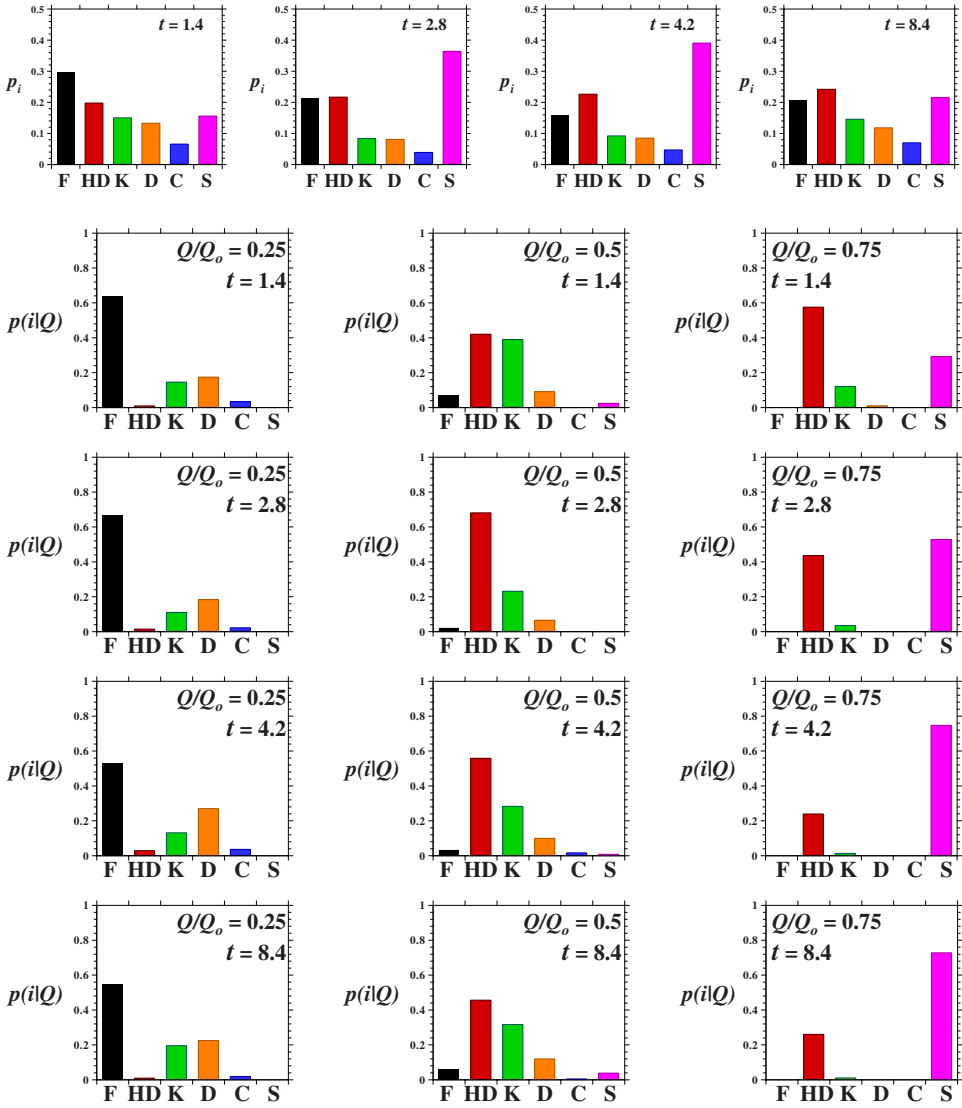 0.5 0.5 0.5 0.5
t = 1.4 t = 2.8 t = 4.2 t = 8.4
0.4 0.4 0.4 0.4
0.3 0.3 0.3 0.3
p_i p_i p_i p_i
0.2 0.2 0.2 0.2
0.1 0.1 0.1 0.1
0 0 0 0
F HD K D C S F HD K D C S F HD K D C S F HD K D C S
1 1 1
Q/Q_o = 0.25 Q/Q_o = 0.5 Q/Q_o = 0.75
0.8 0.8 0.8
t = 1.4 t = 1.4 t = 1.4
0.6 0.6 0.6
p(i|Q) p(i|Q) p(i|Q)
0.4 0.4 0.4
0.2 0.2 0.2
0 0 0
F HD K D C S F HD K D C S F HD K D C S
1 1 1
Q/Q_o = 0.25 Q/Q_o = 0.5 Q/Q_o = 0.75
0.8 0.8 0.8
t = 2.8 t = 2.8 t = 2.8
0.6 0.6 0.6
p(i|Q) p(i|Q) p(i|Q)
0.4 0.4 0.4
0.2 0.2 0.2
0 0 0
F HD K D C S F HD K D C S F HD K D C S
1 1 1
Q/Q_o = 0.25 Q/Q_o = 0.5 Q/Q_o = 0.75
0.8 0.8 0.8
t = 4.2 t = 4.2 t = 4.2
0.6 0.6 0.6
p(i|Q) p(i|Q) p(i|Q)
0.4 0.4 0.4
0.2 0.2 0.2
0 0 0
F HD K D C S F HD K D C S F HD K D C S
1 1 1
Q/Q_o = 0.25 Q/Q_o = 0.5 Q/Q_o = 0.75
0.8 0.8 0.8
t = 8.4 t = 8.4 t = 8.4
0.6 0.6 0.6
p(i|Q) p(i|Q) p(i|Q)
0.4 0.4 0.4
0.2 0.2 0.2
0 0 0
F HD K D C S F HD K D C S F HD K D C S